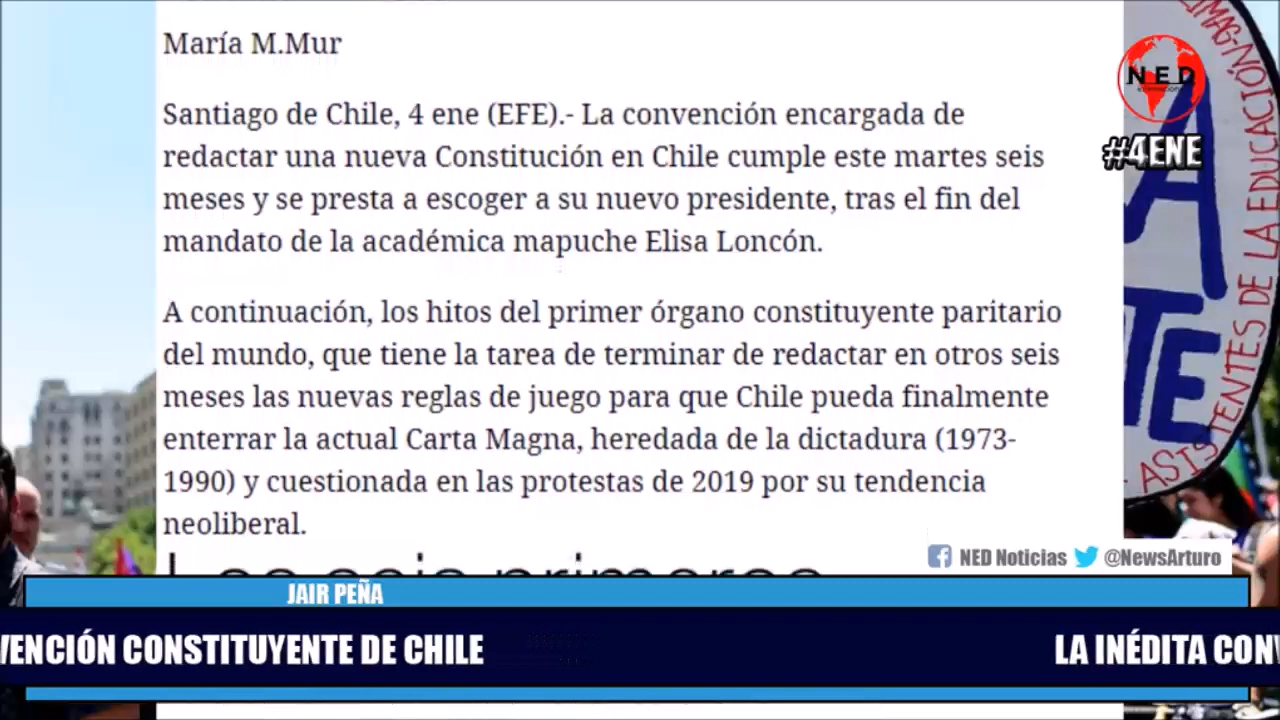 María M.Mur
Santiago de Chile, 4 ene (EFE).- La convención encargada de
redactar una nueva Constitución en Chile cumple este martes seis
meses y se presta a escoger a su nuevo presidente, tras el fin del
mandato de la académica mapuche Elisa Loncón.
A continuación, los hitos del primer órgano constituyente paritario
del mundo, que tiene la tarea de terminar de redactar en otros seis
meses las nuevas reglas de juego para que Chile pueda finalmente
enterrar la actual Carta Magna, heredada de la dictadura (1973-
1990) y cuestionada en las protestas de 2019 por su tendencia
neoliberal.
NED
#4ENE
ASISTENTES DE LA EDUCACIÓN
NED Noticias @NewsArturo
JAIR PEÑA
VENCIÓN CONSTITUYENTE DE CHILE
LA INÉDITA CONV